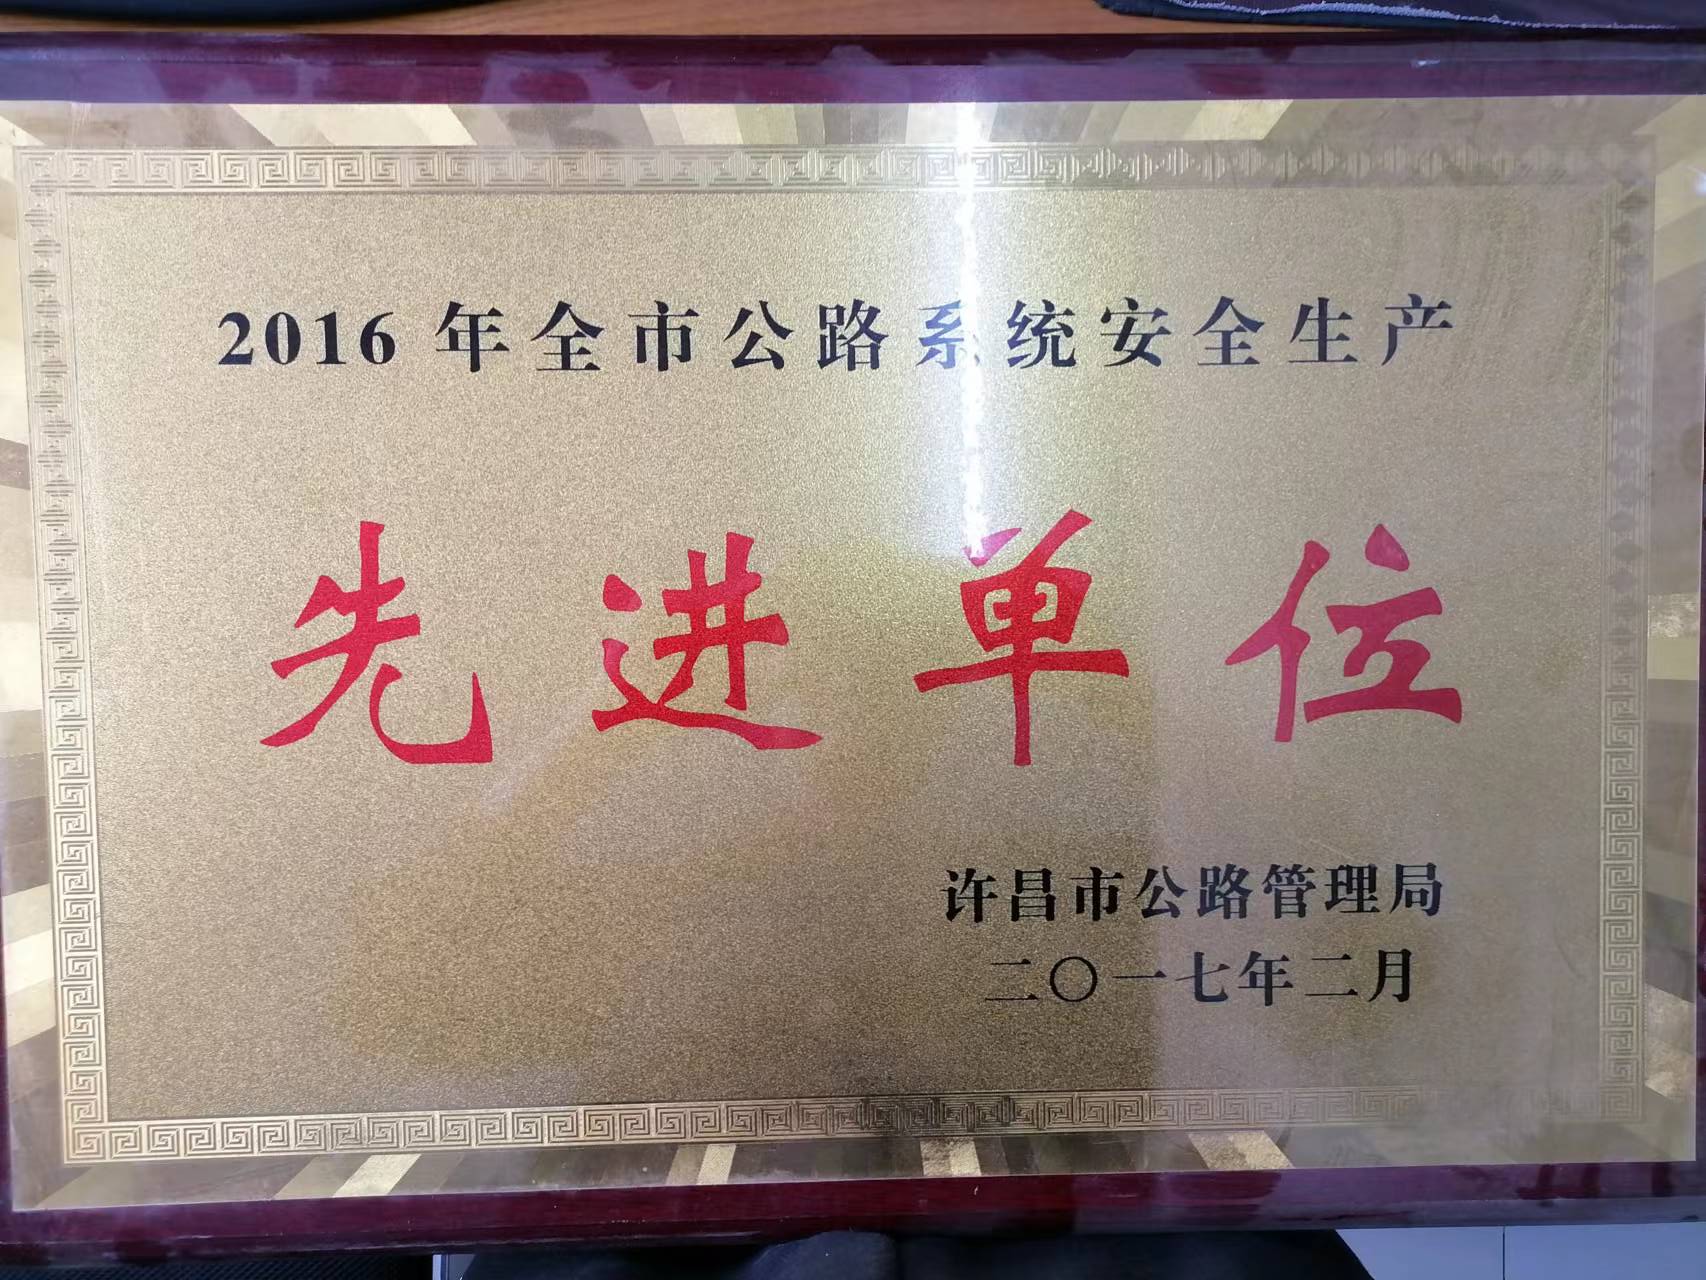 2016年全市公路系统安全生产
先进单位
许昌市公路管理局
二〇一七年二月